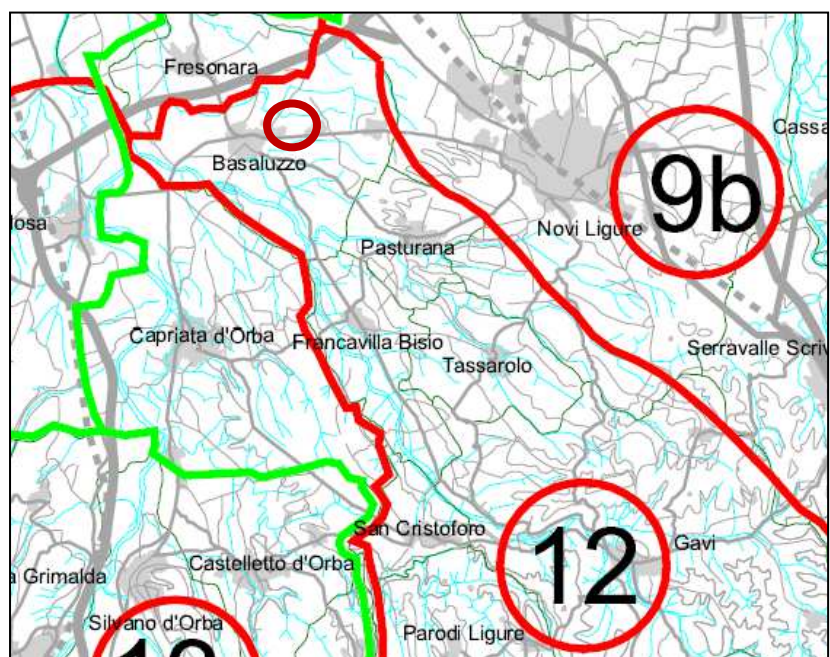 Fresonara
Cassa
Basaluzzo
9b
losa
Novi Ligure
Pasturana
Capriata d'Orba
Francavilla Bisio
Serravalle Scriv
Tassarolo
San Cristoforo
12
Gavi
Castelletto d'Orba
a Grimalda
Silvano d'Orba
Parodi Ligure